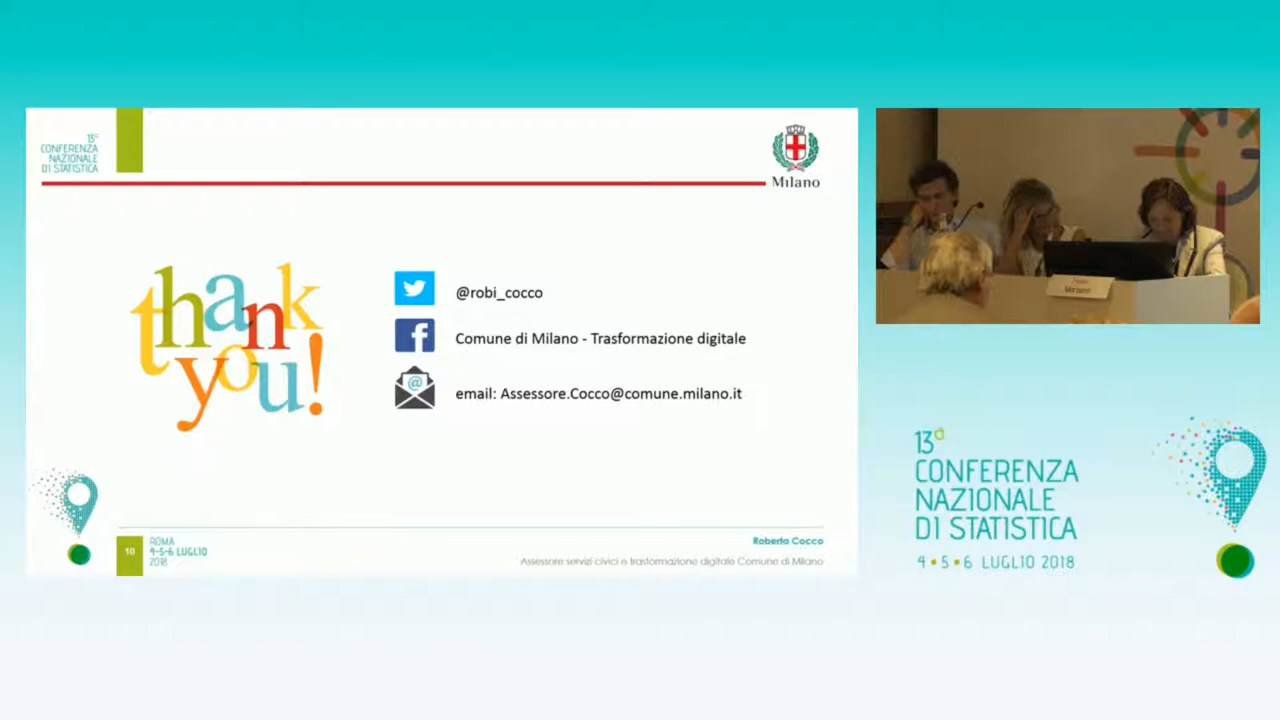 13ª
CONFERENZA
NAZIONALE
DI STATISTICA
Milano
thank
you!
@robi_cocco
Comune di Milano - Trasformazione digitale
email: Assessore.Cocco@comune.milano.it
10
ROMA
4-5-6 LUGLIO
2018
Roberta Cocco
Assessore servizi civici e trasformazione digitale Comune di Milano
13ª
CONFERENZA
NAZIONALE
DI STATISTICA
4 • 5 • 6 LUGLIO 2018